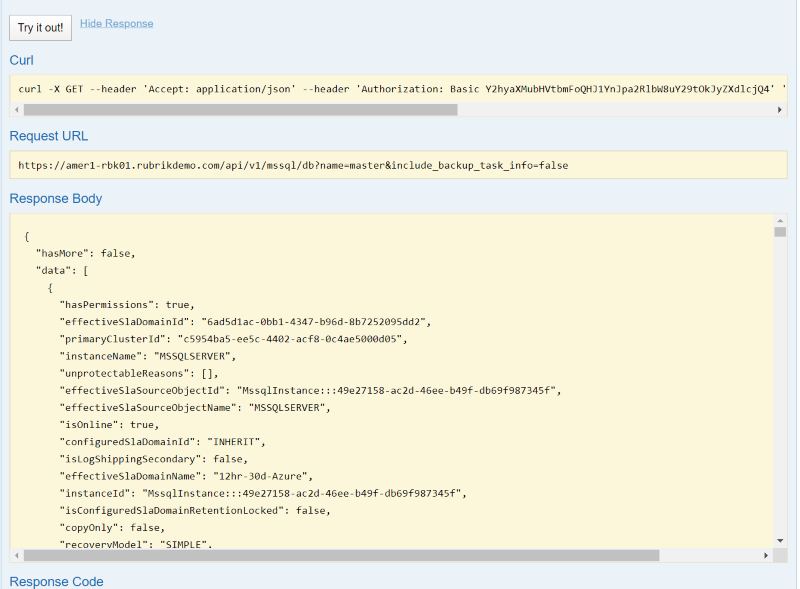 Try it out!
Hide Response
Curl
curl -X GET --header 'Accept: application/json' --header 'Authorization: Basic Y2hyaXMubHVtbmFoQHJ1YnJpa2RlbW8uY29tOkJyZXdlcjQ4' '
Request URL
https://amer1-rbk01.rubrikdemo.com/api/v1/mssql/db?name=master&include_backup_task_info=false
Response Body
{
"hasMore": false,
"data": [
{
"hasPermissions": true,
"effectiveSlaDomainId": "6ad5d1ac-0bb1-4347-b96d-8b7252095dd2",
"primaryClusterId": "c5954ba5-ee5c-4402-acf8-0c4ae5000d05",
"instanceName": "MSSQLSERVER",
"unprotectableReasons": [],
"effectiveSlaSourceObjectId": "MssqlInstance:::49e27158-ac2d-46ee-b49f-db69f987345f",
"effectiveSlaSourceObjectName": "MSSQLSERVER",
"isOnline": true,
"configuredSlaDomainId": "INHERIT",
"isLogShippingSecondary": false,
"effectiveSlaDomainName": "12hr-30d-Azure",
"instanceId": "MssqlInstance:::49e27158-ac2d-46ee-b49f-db69f987345f",
"isConfiguredSlaDomainRetentionLocked": false,
"copyOnly": false,
"recoveryModel": "SIMPLE",
Response Code